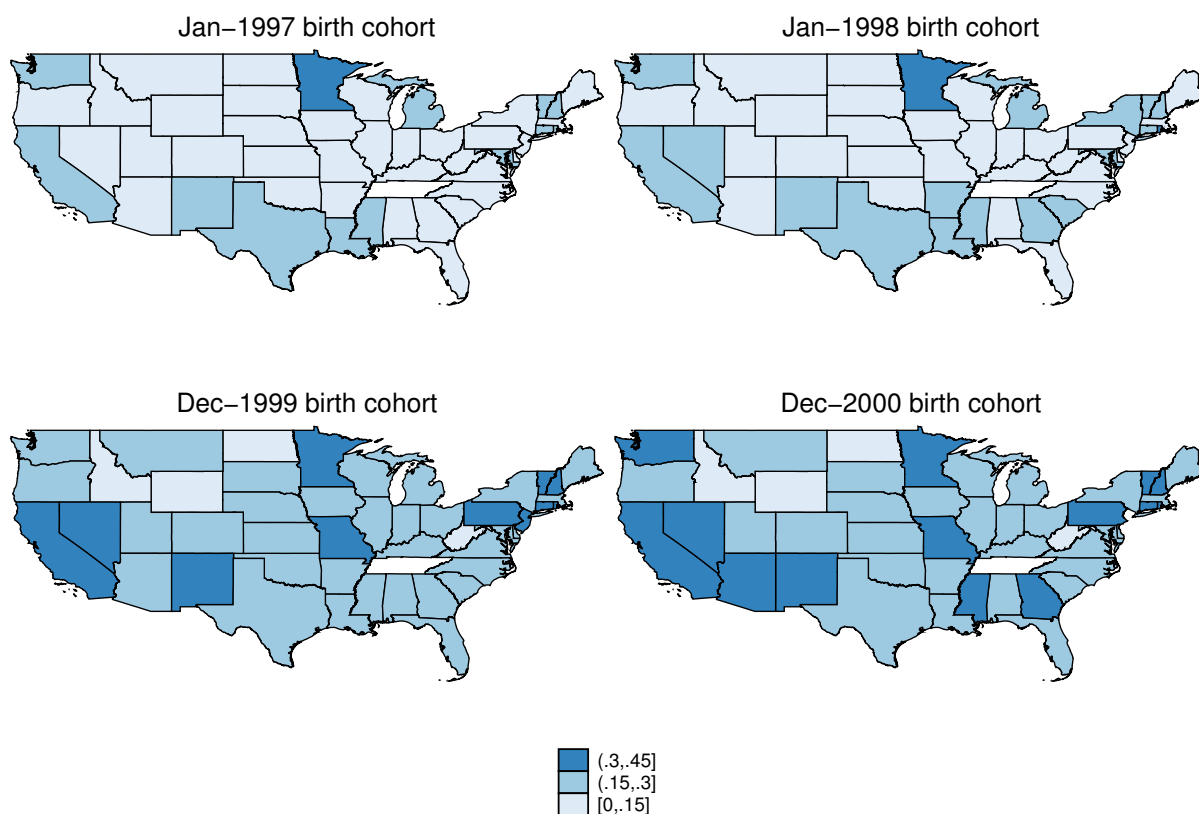 Jan−1997 birth cohort
Jan−1998 birth cohort
Dec−1999 birth cohort
Dec−2000 birth cohort
(.3,.45]
(.15,.3]
[0,.15]